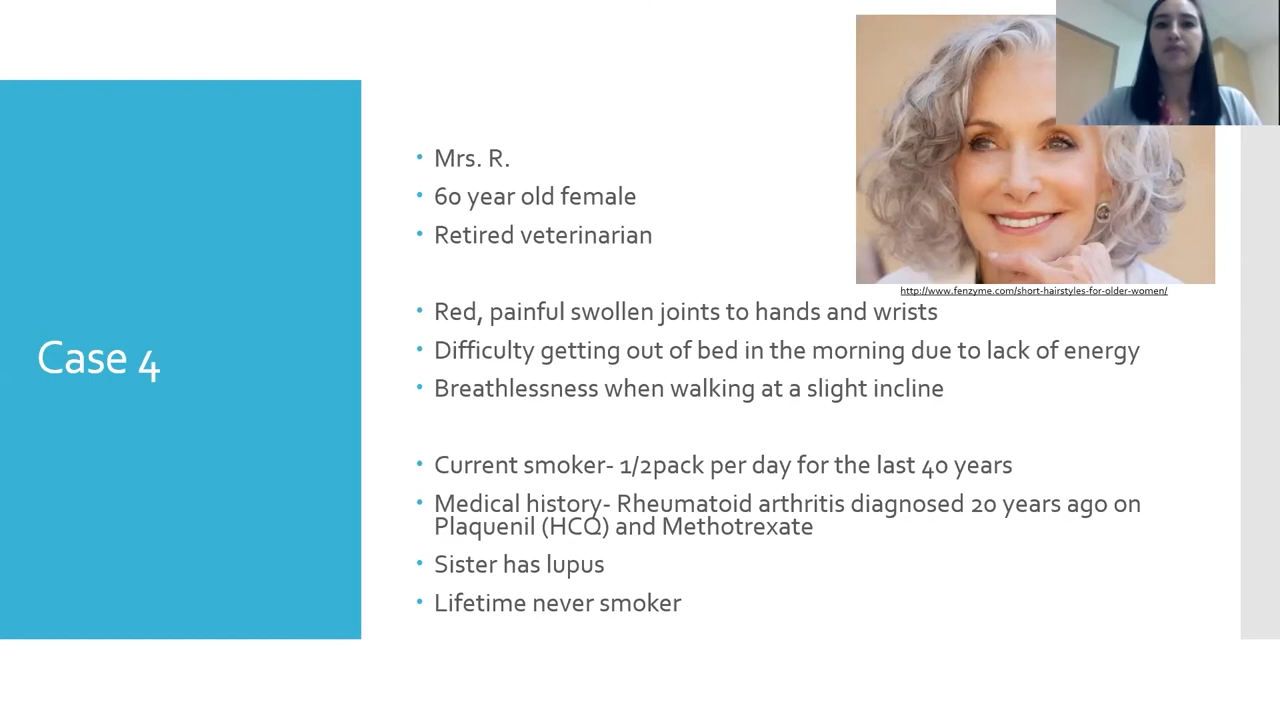 Case 4
• Mrs. R.
• 60 year old female
• Retired veterinarian
http://www.fenzyme.com/short-hairstyles-for-older-women/
• Red, painful swollen joints to hands and wrists
• Difficulty getting out of bed in the morning due to lack of energy
• Breathlessness when walking at a slight incline
• Current smoker- 1/2pack per day for the last 40 years
• Medical history- Rheumatoid arthritis diagnosed 20 years ago on
Plaquenil (HCQ) and Methotrexate
• Sister has lupus
• Lifetime never smoker